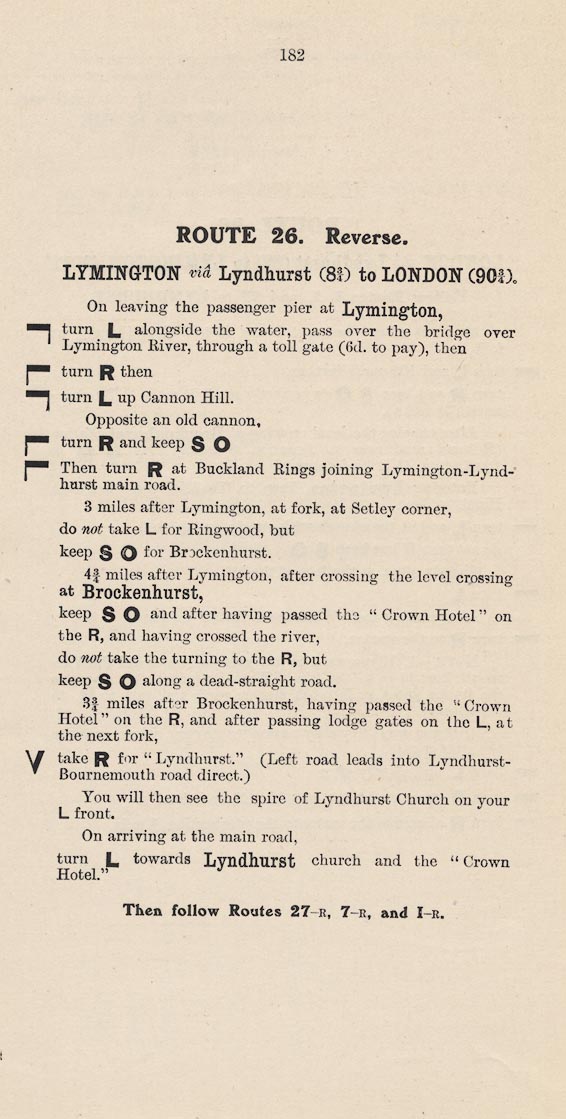 182
ROUTE 26. Reverse.
LYMINGTON viâ Lyndhurst (8¾) to LONDON (90¾).
On leaving the passenger pier at Lymington,
turn L alongside the water, pass over the bridge over
Lymington River, through a toll gate (6d. to pay), then
turn R then
turn L up Cannon Hill.
Opposite an old cannon,
turn R and keep S O
Then turn R at Buckland Rings joining Lymington-Lynd-
hurst main road.
3 miles after Lymington, at fork, at Setley corner,
do not take L for Ringwood, but
keep S O for Brockenhurst.
4¾ miles after Lymington, after crossing the level crossing
at Brockenhurst,
keep S O and after having passed the "Crown Hotel" on
the R, and having crossed the river,
do not take the turning to the R, but
keep S O along a dead-straight road.
3¾ miles after Brockenhurst, having passed the "Crown
Hotel" on the R, and after passing lodge gates on the L, at
the next fork,
take R for "Lyndhurst." (Left road leads into Lyndhurst-
Bournemouth road direct.)
You will then see the spire of Lyndhurst Church on your
L front.
On arriving at the main road,
turn L towards Lyndhurst church and the "Crown
Hotel."
Then follow Routes 27-R, 7-R, and I-R.